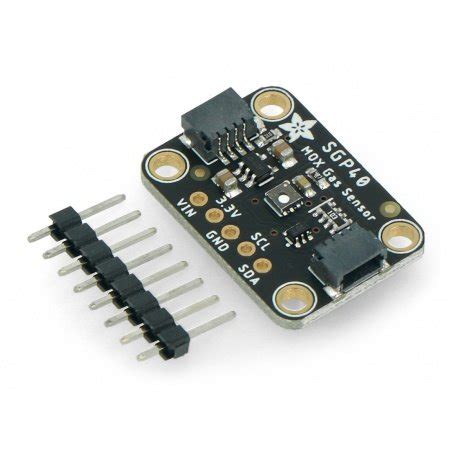 SGP40
MOX Gas Sensor
VIN
3.3V
GND
SCL
SDA